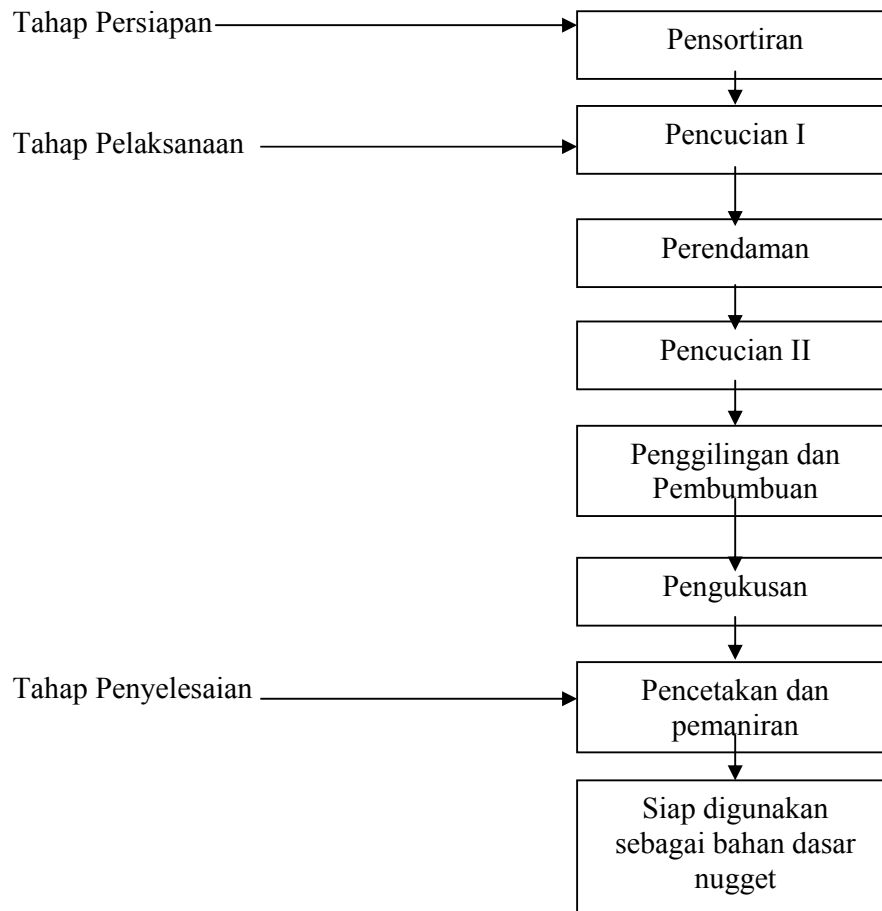 Tahap Persiapan
Pensortiran
Tahap Pelaksanaan
Pencucian I
Perendaman
Pencucian II
Penggilingan dan
Pembumbuan
Pengukusan
Tahap Penyelesaian
Pencetakan dan
pemaniran
Siap digunakan
sebagai bahan dasar
nugget